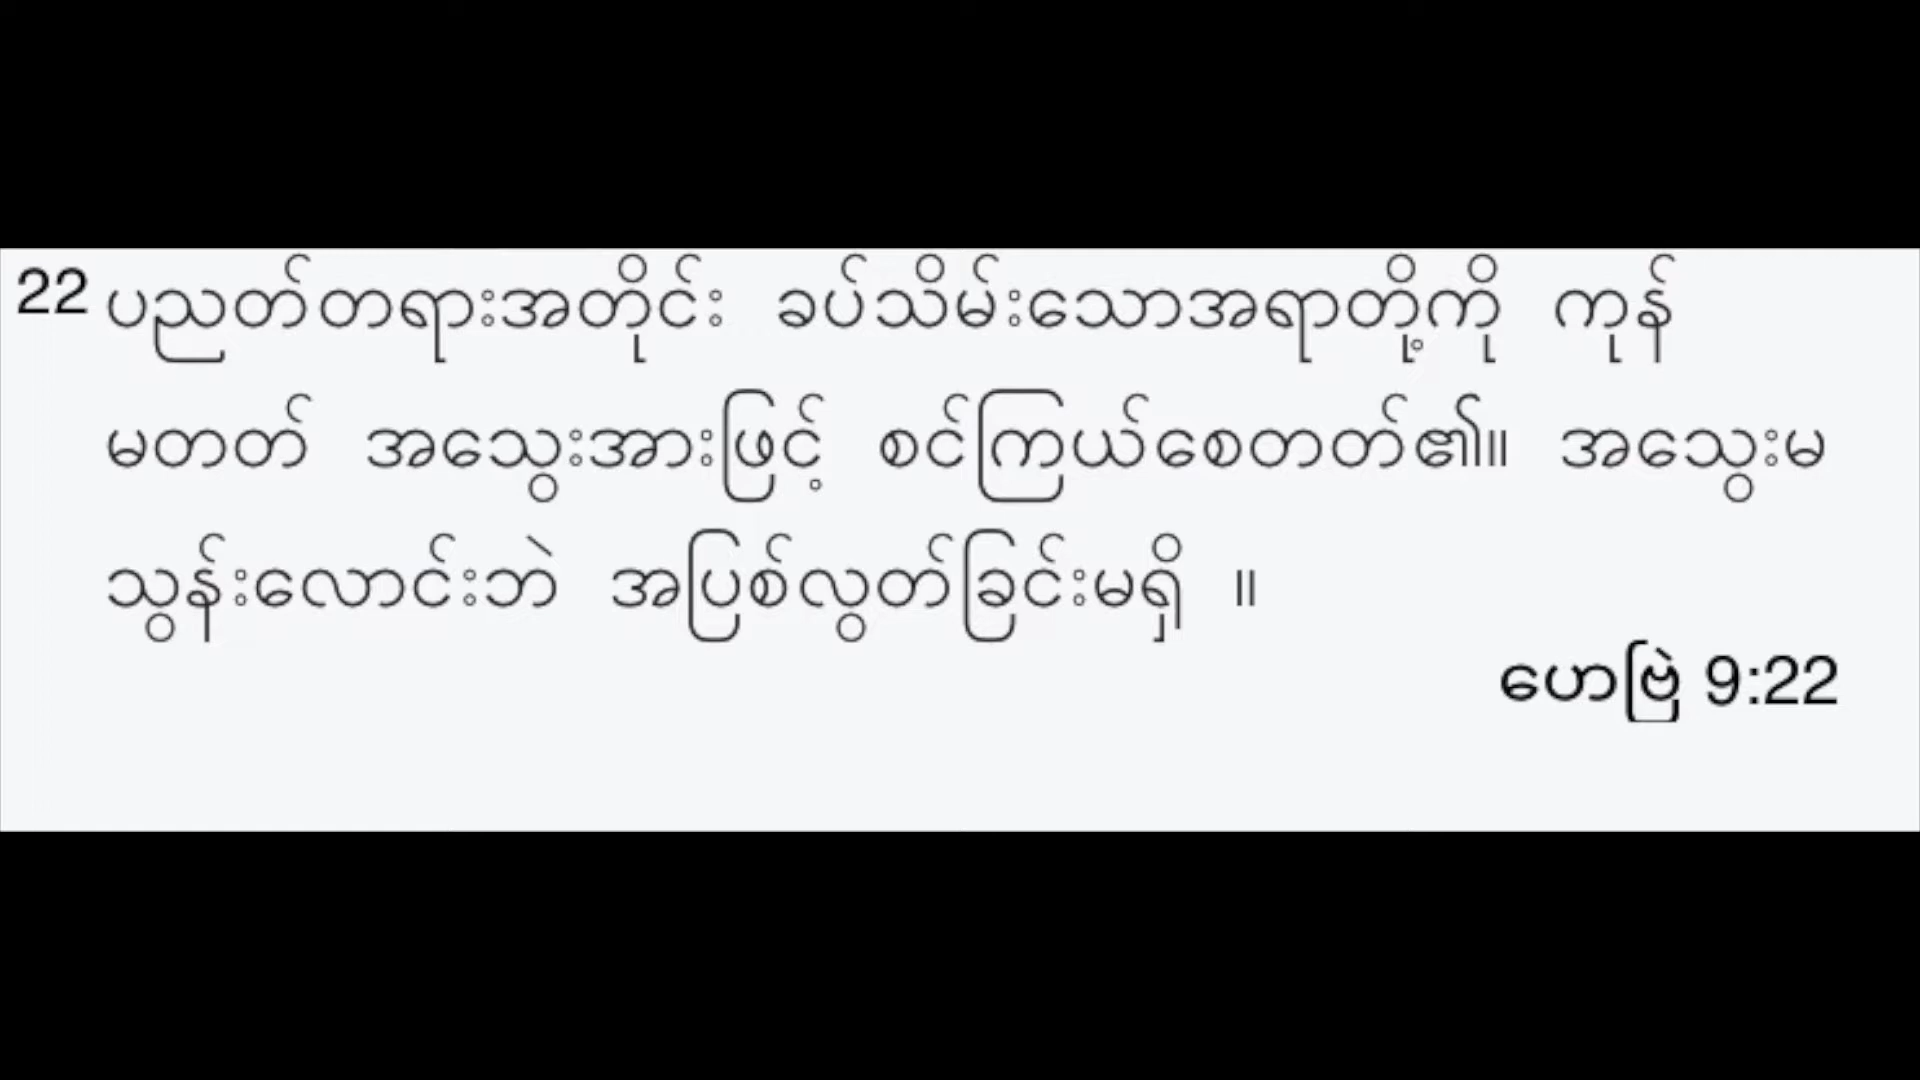 22 ပညတ်တရားအတိုင်း ခပ်သိမ်းသောအရာတို့ကို ကုန်
မတတ် အသွေးအားဖြင့် စင်ကြယ်စေတတ်၏။ အသွေးမ
သွန်းလောင်းဘဲ အပြစ်လွတ်ခြင်းမရှိ ။
ဟေဗြဲ 9:22